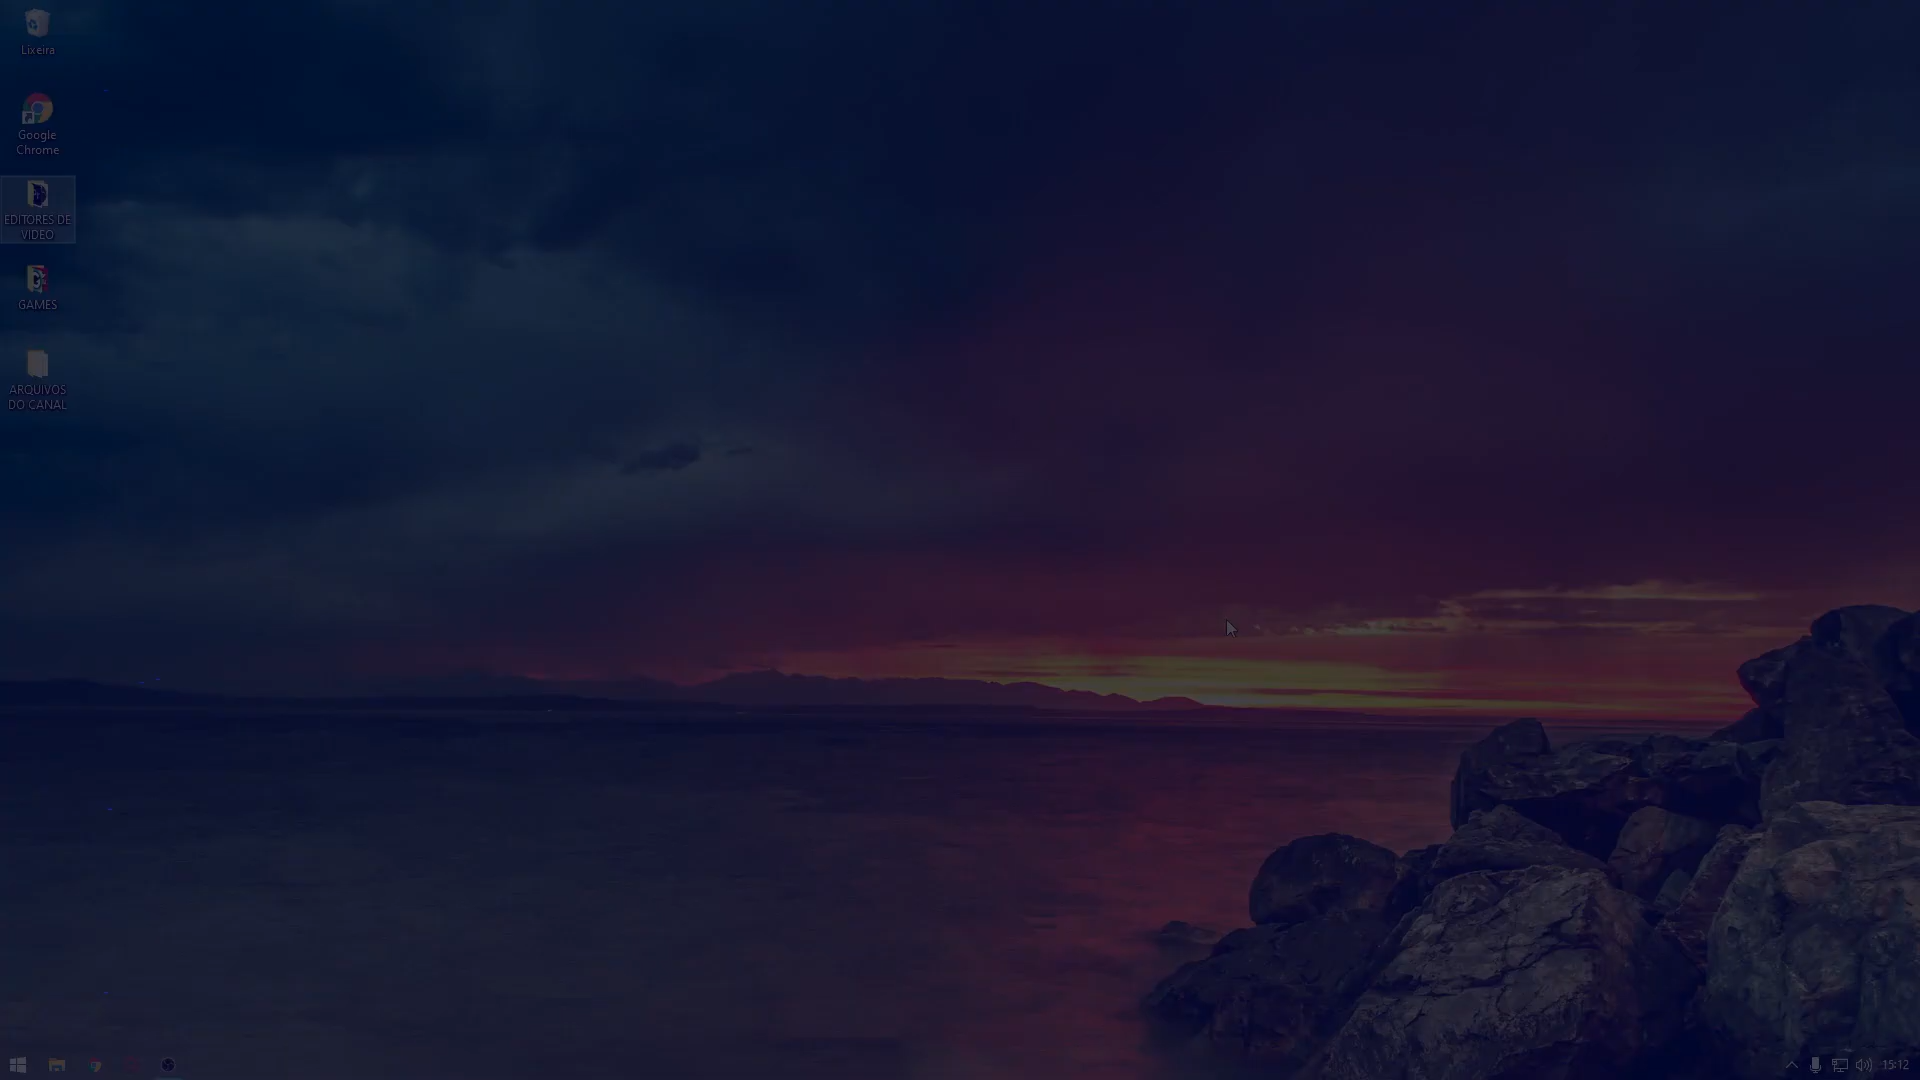 Lixeira
Google
Chrome
EDITORES DE
VIDEO
GAMES
ARQUIVOS
DO CANAL
15:12